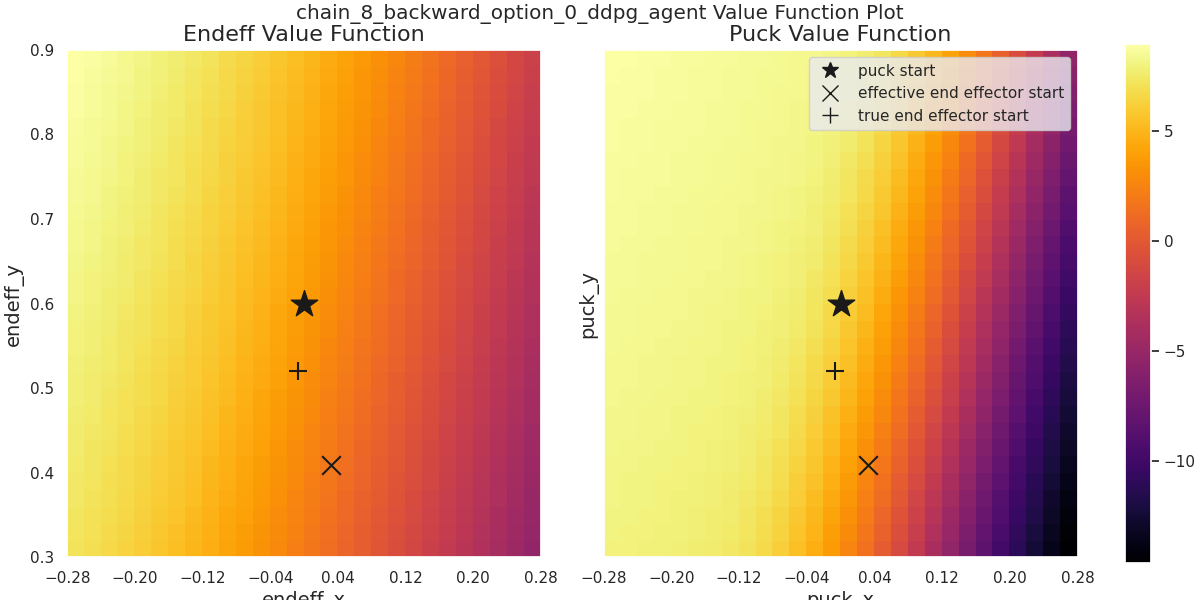 chain_8_backward_option_0_ddpg_agent Value Function Plot
Endeff Value Function
Puck Value Function
puck start
effective end effector start
true end effector start
0.9
0.8
0.7
0.6
0.5
0.4
0.3
endeff_y
−0.28 −0.20 −0.12 −0.04 0.04 0.12 0.20 0.28
endeff_x
puck_y
−0.28 −0.20 −0.12 −0.04 0.04 0.12 0.20 0.28
puck_x
5
0
−5
−10